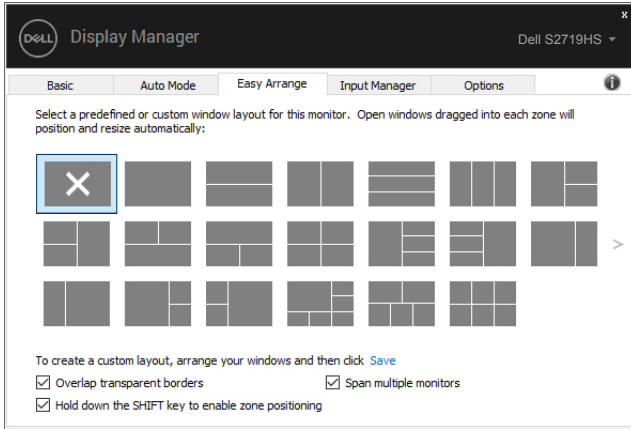 x
DELL Display Manager
Dell S2719HS
Basic Auto Mode Easy Arrange Input Manager Options
Select a predefined or custom window layout for this monitor. Open windows dragged into each zone will
position and resize automatically:
>
To create a custom layout, arrange your windows and then click Save
Overlap transparent borders Span multiple monitors
Hold down the SHIFT key to enable zone positioning